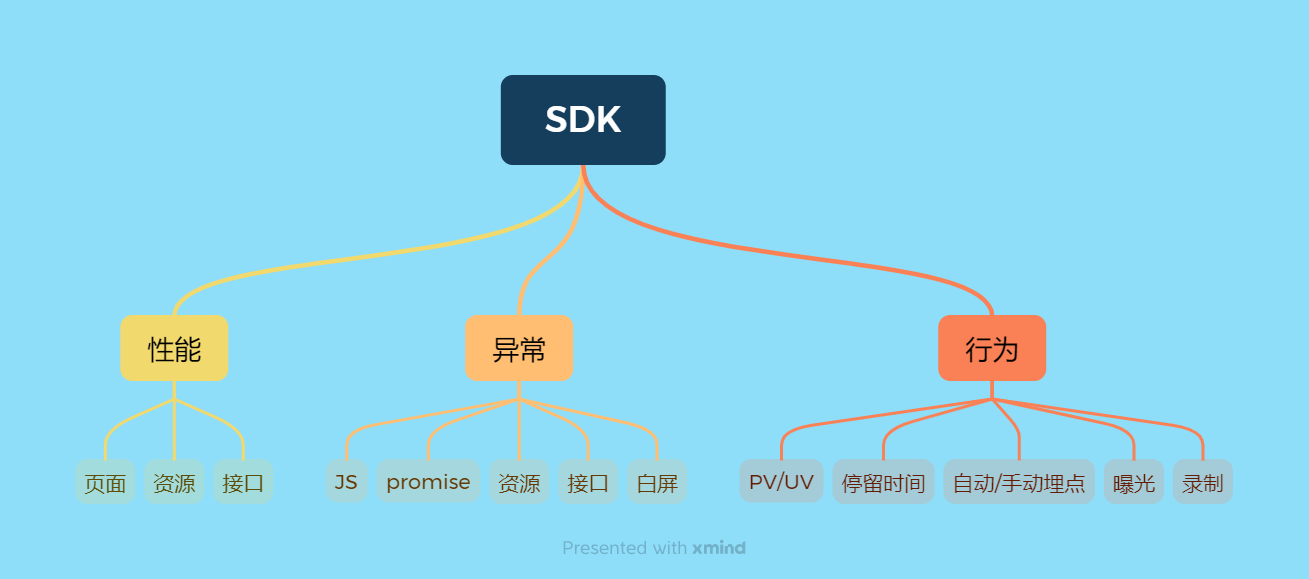 SDK
性能
异常
行为
页面
资源
接口
JS
promise
资源
接口
白屏
PV/UV
停留时间
自动/手动埋点
曝光
录制
Presented with xmind